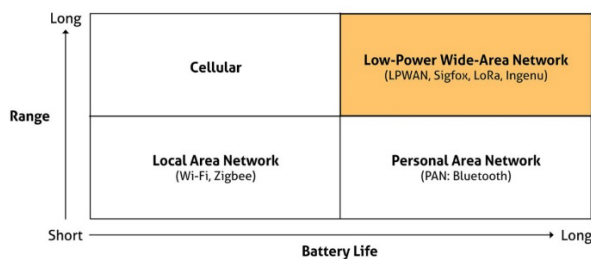 Long
Cellular
Low-Power Wide-Area Network
(LPWAN, Sigfox, LoRa, Ingenu)
Range
Local Area Network
(Wi-Fi, Zigbee)
Personal Area Network
(PAN: Bluetooth)
Short
Long
Battery Life